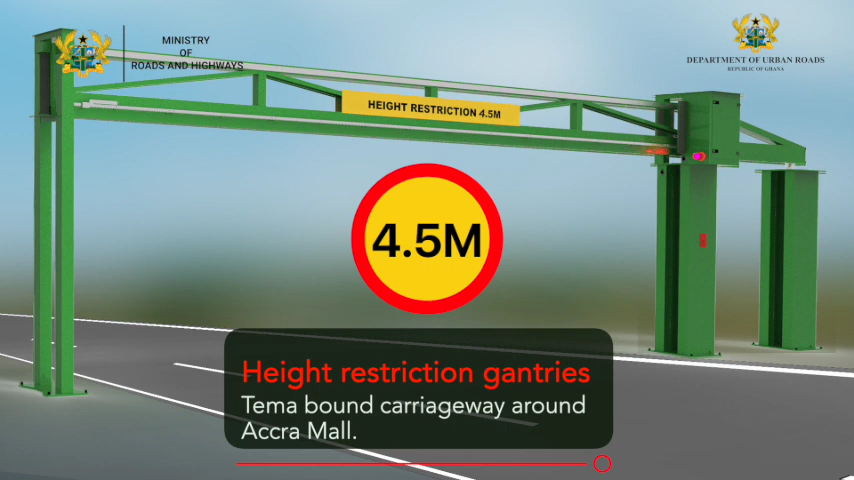 MINISTRY
OF
ROADS AND HIGHWAYS
DEPARTMENT OF URBAN ROADS
REPUBLIC OF GHANA
HEIGHT RESTRICTION 4.5M
4.5M
Height restriction gantries
Tema bound carriageway around
Accra Mall.